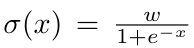 σ(x) = w / (1+e^{-x})